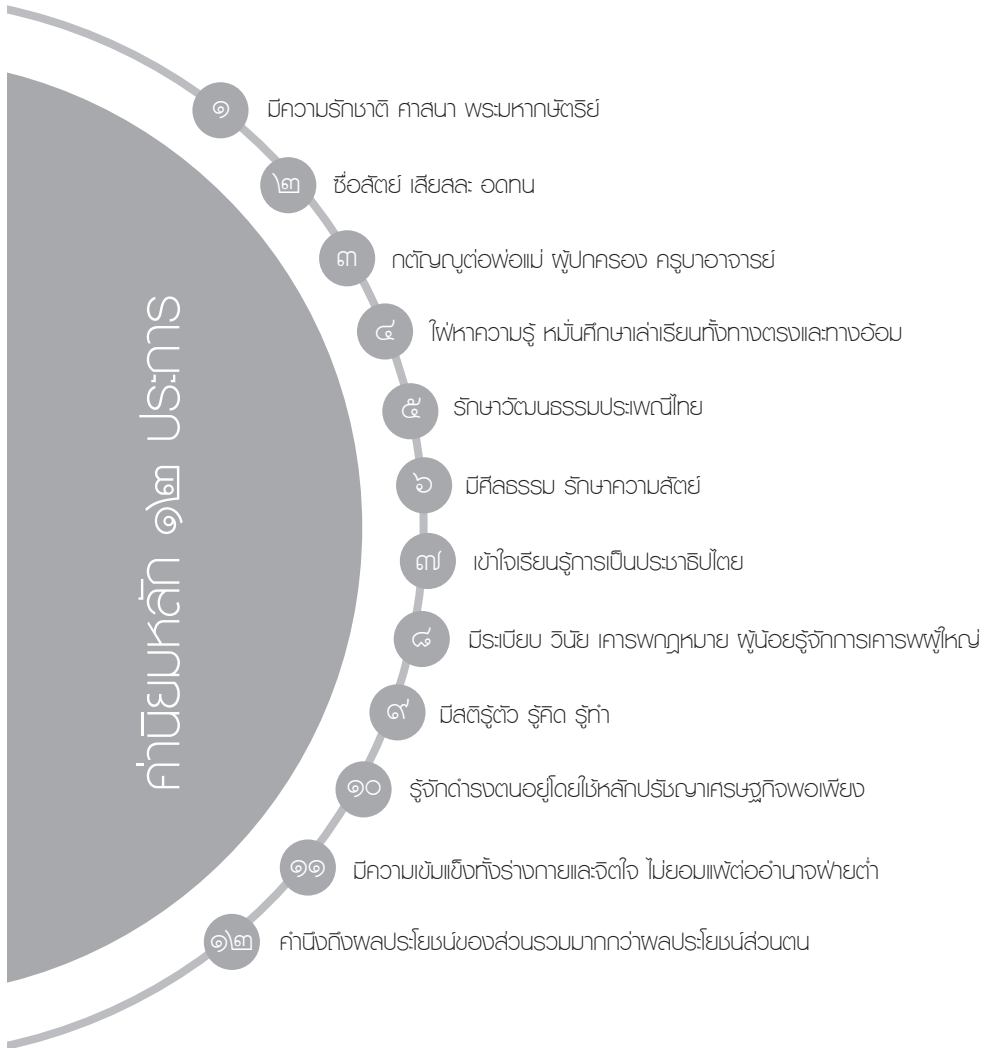 ค่านิยมหลัก ๑๒ ประการ
๑ มีความรักชาติ ศาสนา พระมหากษัตริย์
๒ ซื่อสัตย์ เสียสละ อดทน
๓ กตัญญูต่อพ่อแม่ ผู้ปกครอง ครูบาอาจารย์
๔ ใฝ่หาความรู้ หมั่นศึกษาเล่าเรียนทั้งทางตรงและทางอ้อม
๕ รักษาวัฒนธรรมประเพณีไทย
๖ มีศีลธรรม รักษาความสัตย์
๗ เข้าใจเรียนรู้การเป็นประชาธิปไตย
๘ มีระเบียบ วินัย เคารพกฎหมาย ผู้น้อยรู้จักการเคารพผู้ใหญ่
๙ มีสติรู้ตัว รู้คิด รู้ทำ
๑๐ รู้จักดำรงตนอยู่โดยใช้หลักปรัชญาเศรษฐกิจพอเพียง
๑๑ มีความเข้มแข็งทั้งร่างกายและจิตใจ ไม่ยอมแพ้ต่ออำนาจฝ่ายต่ำ
๑๒ คำนึงถึงผลประโยชน์ของส่วนรวมมากกว่าผลประโยชน์ส่วนตน